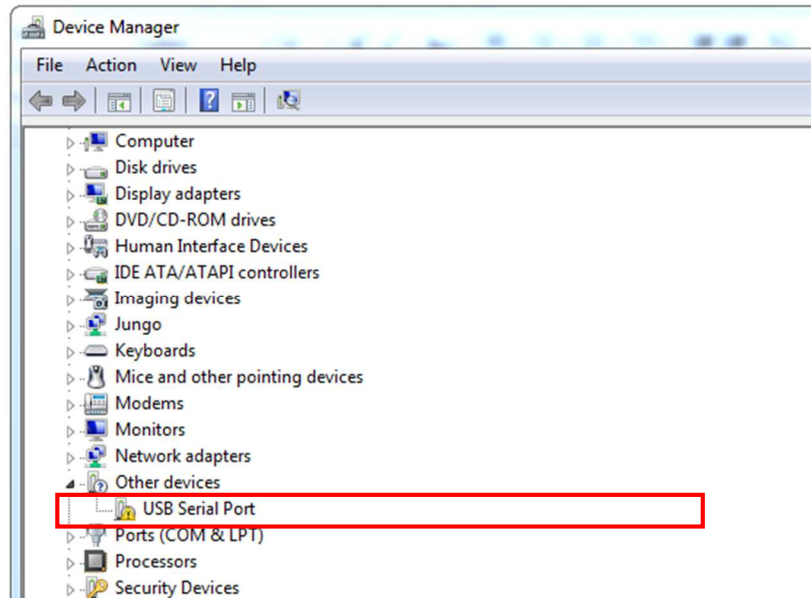 Device Manager
File Action View Help
Computer
Disk drives
Display adapters
DVD/CD-ROM drives
Human Interface Devices
IDE ATA/ATAPI controllers
Imaging devices
Jungo
Keyboards
Mice and other pointing devices
Modems
Monitors
Network adapters
Other devices
USB Serial Port
Ports (COM & LPT)
Processors
Security Devices